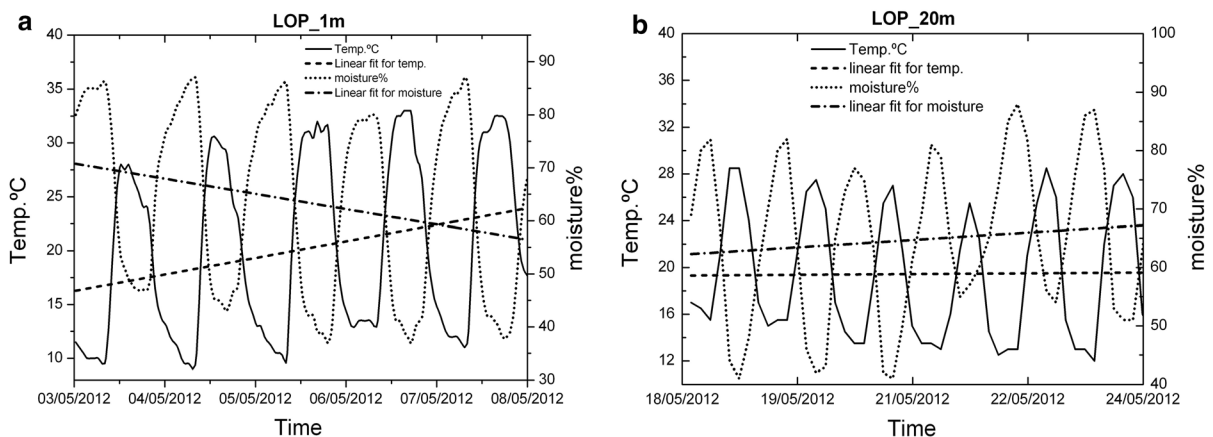 a
LOP_1m
40
35
30
25
20
15
10
Temp.ºC
90
80
70
60
50
40
30
moisture%
Temp.ºC
Linear fit for temp.
moisture%
Linear fit for moisture
03/05/2012 04/05/2012 05/05/2012 06/05/2012 07/05/2012 08/05/2012
Time
b
LOP_20m
40
36
32
28
24
20
16
12
Temp.ºC
100
90
80
70
60
50
40
moisture%
Temp.ºC
linear fit for temp.
moisture%
linear fit for moisture
18/05/2012 19/05/2012 21/05/2012 22/05/2012 24/05/2012
Time